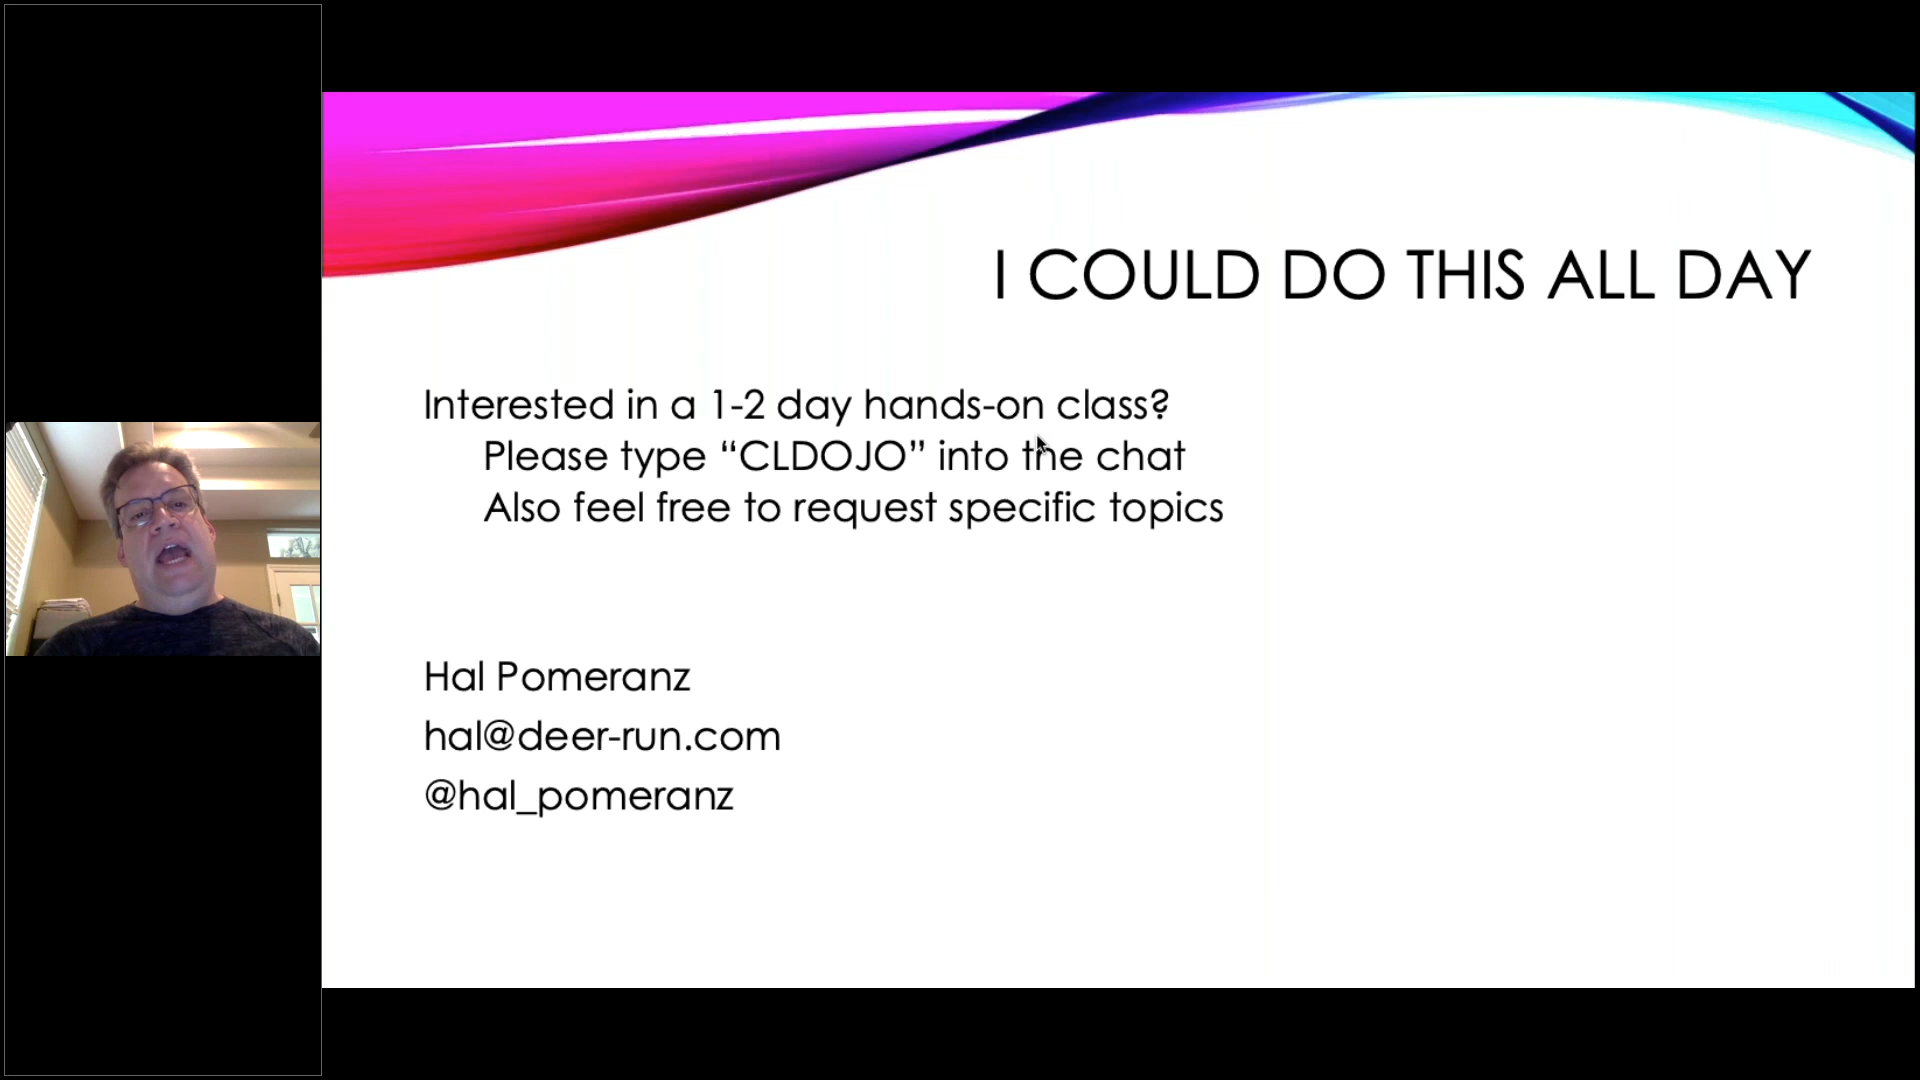 I COULD DO THIS ALL DAY
Interested in a 1-2 day hands-on class?
Please type “CLDOJO” into the chat
Also feel free to request specific topics
Hal Pomeranz
hal@deer-run.com
@hal_pomeranz